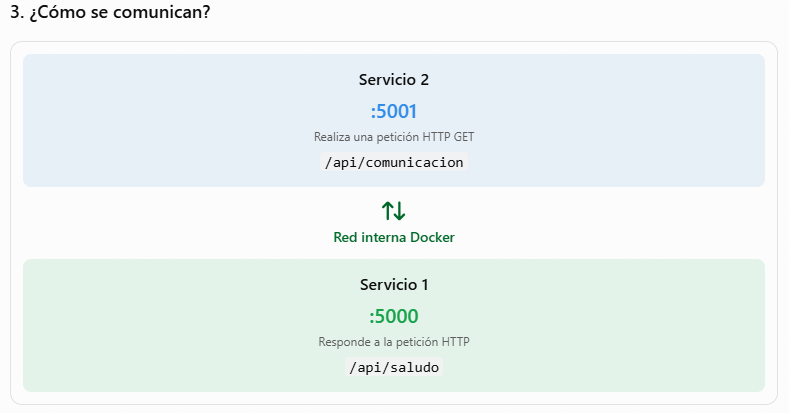 3. ¿Cómo se comunican?
Servicio 2
:5001
Realiza una petición HTTP GET
/api/comunicacion
Red interna Docker
Servicio 1
:5000
Responde a la petición HTTP
/api/saludo